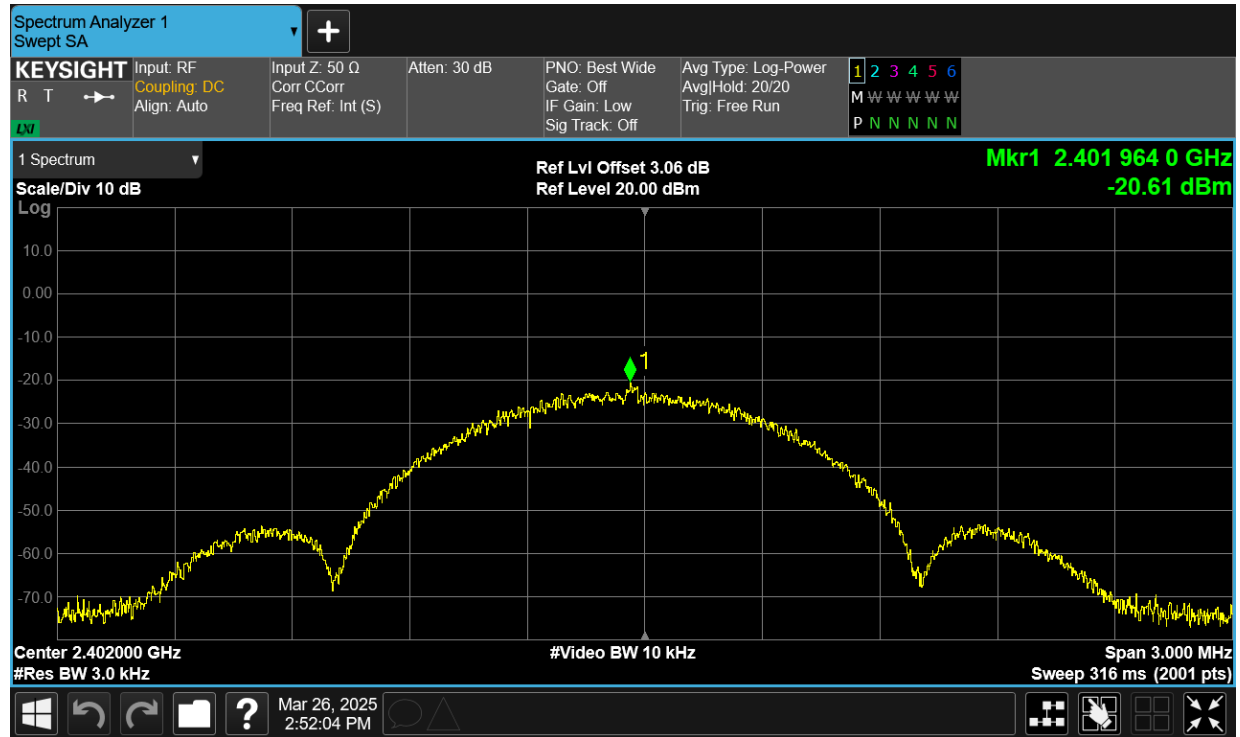 Spectrum Analyzer 1
Swept SA
KEYSIGHT
R T
LXI
Input: RF
Coupling: DC
Align: Auto
Input Z: 50 Ω
Corr CCorr
Freq Ref: Int (S)
Atten: 30 dB
PNO: Best Wide
Gate: Off
IF Gain: Low
Sig Track: Off
Avg Type: Log-Power
Avg|Hold: 20/20
Trig: Free Run
1 2 3 4 5 6
M W W W W W
P N N N N N
1 Spectrum
Scale/Div 10 dB
Log
Ref Lvl Offset 3.06 dB
Ref Level 20.00 dBm
Mkr1 2.401 964 0 GHz
-20.61 dBm
10.0
0.00
-10.0
1
-20.0
-30.0
-40.0
-50.0
-60.0
-70.0
Center 2.402000 GHz
#Video BW 10 kHz
Span 3.000 MHz
#Res BW 3.0 kHz
Sweep 316 ms (2001 pts)
?
Mar 26, 2025
2:52:04 PM